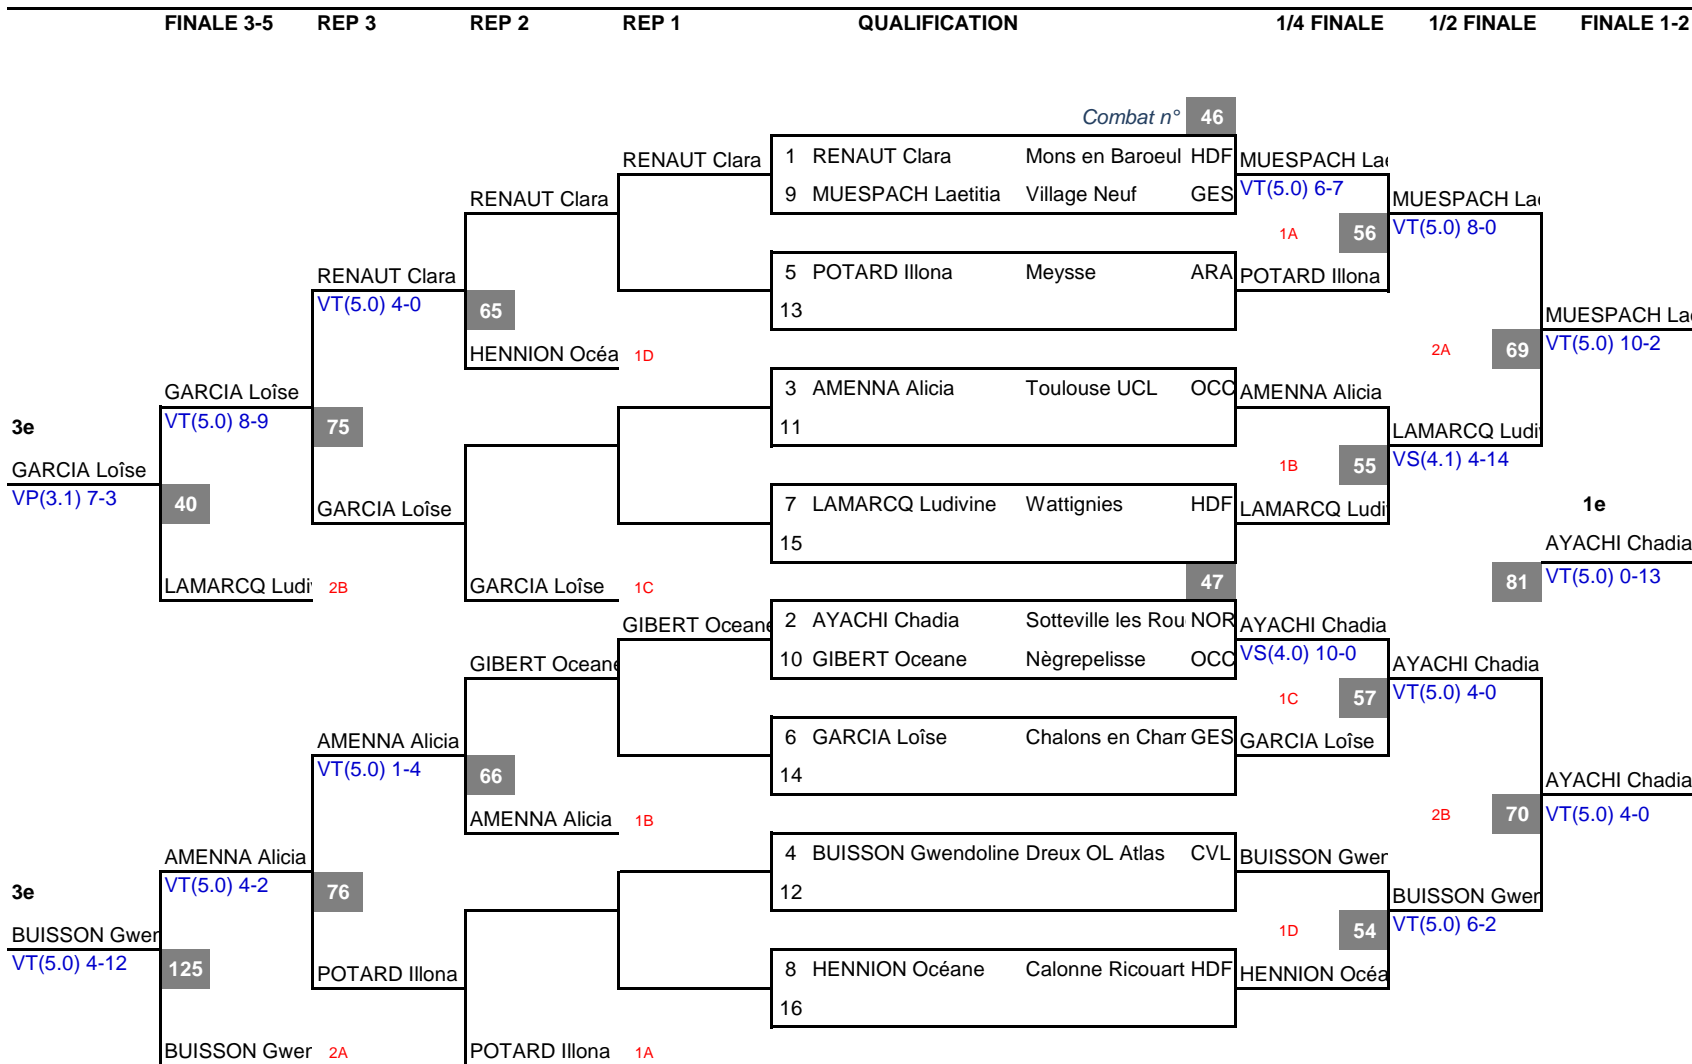 FINALE 3-5 REP 3 REP 2 REP 1 QUALIFICATION 1/4 FINALE 1/2 FINALE FINALE 1-2
Combat n° 46
RENAUT Clara 1 RENAUT Clara Mons en Baroeul HDF MUESPACH Lae
RENAUT Clara 9 MUESPACH Laetitia Village Neuf GES VT(5.0) 6-7 MUESPACH Lae
1A 56 VT(5.0) 8-0
RENAUT Clara 5 POTARD Illona Meysse ARA POTARD Illona
VT(5.0) 4-0 65 13 MUESPACH Lae
HENNION Océa 1D 2A 69 VT(5.0) 10-2
GARCIA Loîse 3 AMENNA Alicia Toulouse UCL OCC AMENNA Alicia
3e VT(5.0) 8-9 75 11 LAMARCQ Ludi
GARCIA Loîse 1B 55 VS(4.1) 4-14
VP(3.1) 7-3 40 GARCIA Loîse 7 LAMARCQ Ludivine Wattignies HDF LAMARCQ Ludi 1e
15 AYACHI Chadia
LAMARCQ Ludi 2B GARCIA Loîse 1C 47 81 VT(5.0) 0-13
GIBERT Oceane 2 AYACHI Chadia Sotteville les Rou NOR AYACHI Chadia
GIBERT Oceane 10 GIBERT Oceane Nègrepelisse OCC VS(4.0) 10-0 AYACHI Chadia
1C 57 VT(5.0) 4-0
AMENNA Alicia 6 GARCIA Loîse Chalons en Cham GES GARCIA Loîse
VT(5.0) 1-4 66 14 AYACHI Chadia
AMENNA Alicia 1B 2B 70 VT(5.0) 4-0
AMENNA Alicia 4 BUISSON Gwendoline Dreux OL Atlas CVL BUISSON Gwen
3e VT(5.0) 4-2 76 12 BUISSON Gwen
BUISSON Gwen 1D 54 VT(5.0) 6-2
VT(5.0) 4-12 125 POTARD Illona 8 HENNION Océane Calonne Ricouart HDF HENNION Océa
16
BUISSON Gwen 2A POTARD Illona 1A